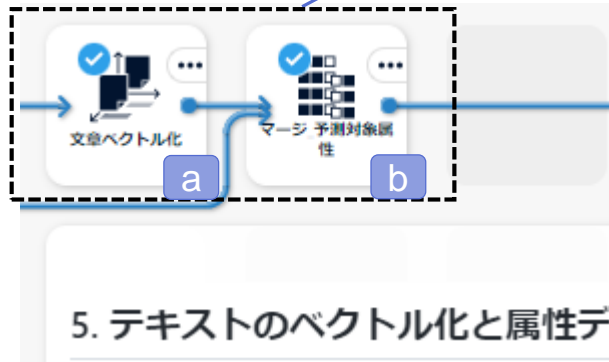 文章ベクトル化
a
マージ_予測対象属
性
b
5. テキストのベクトル化と属性デ